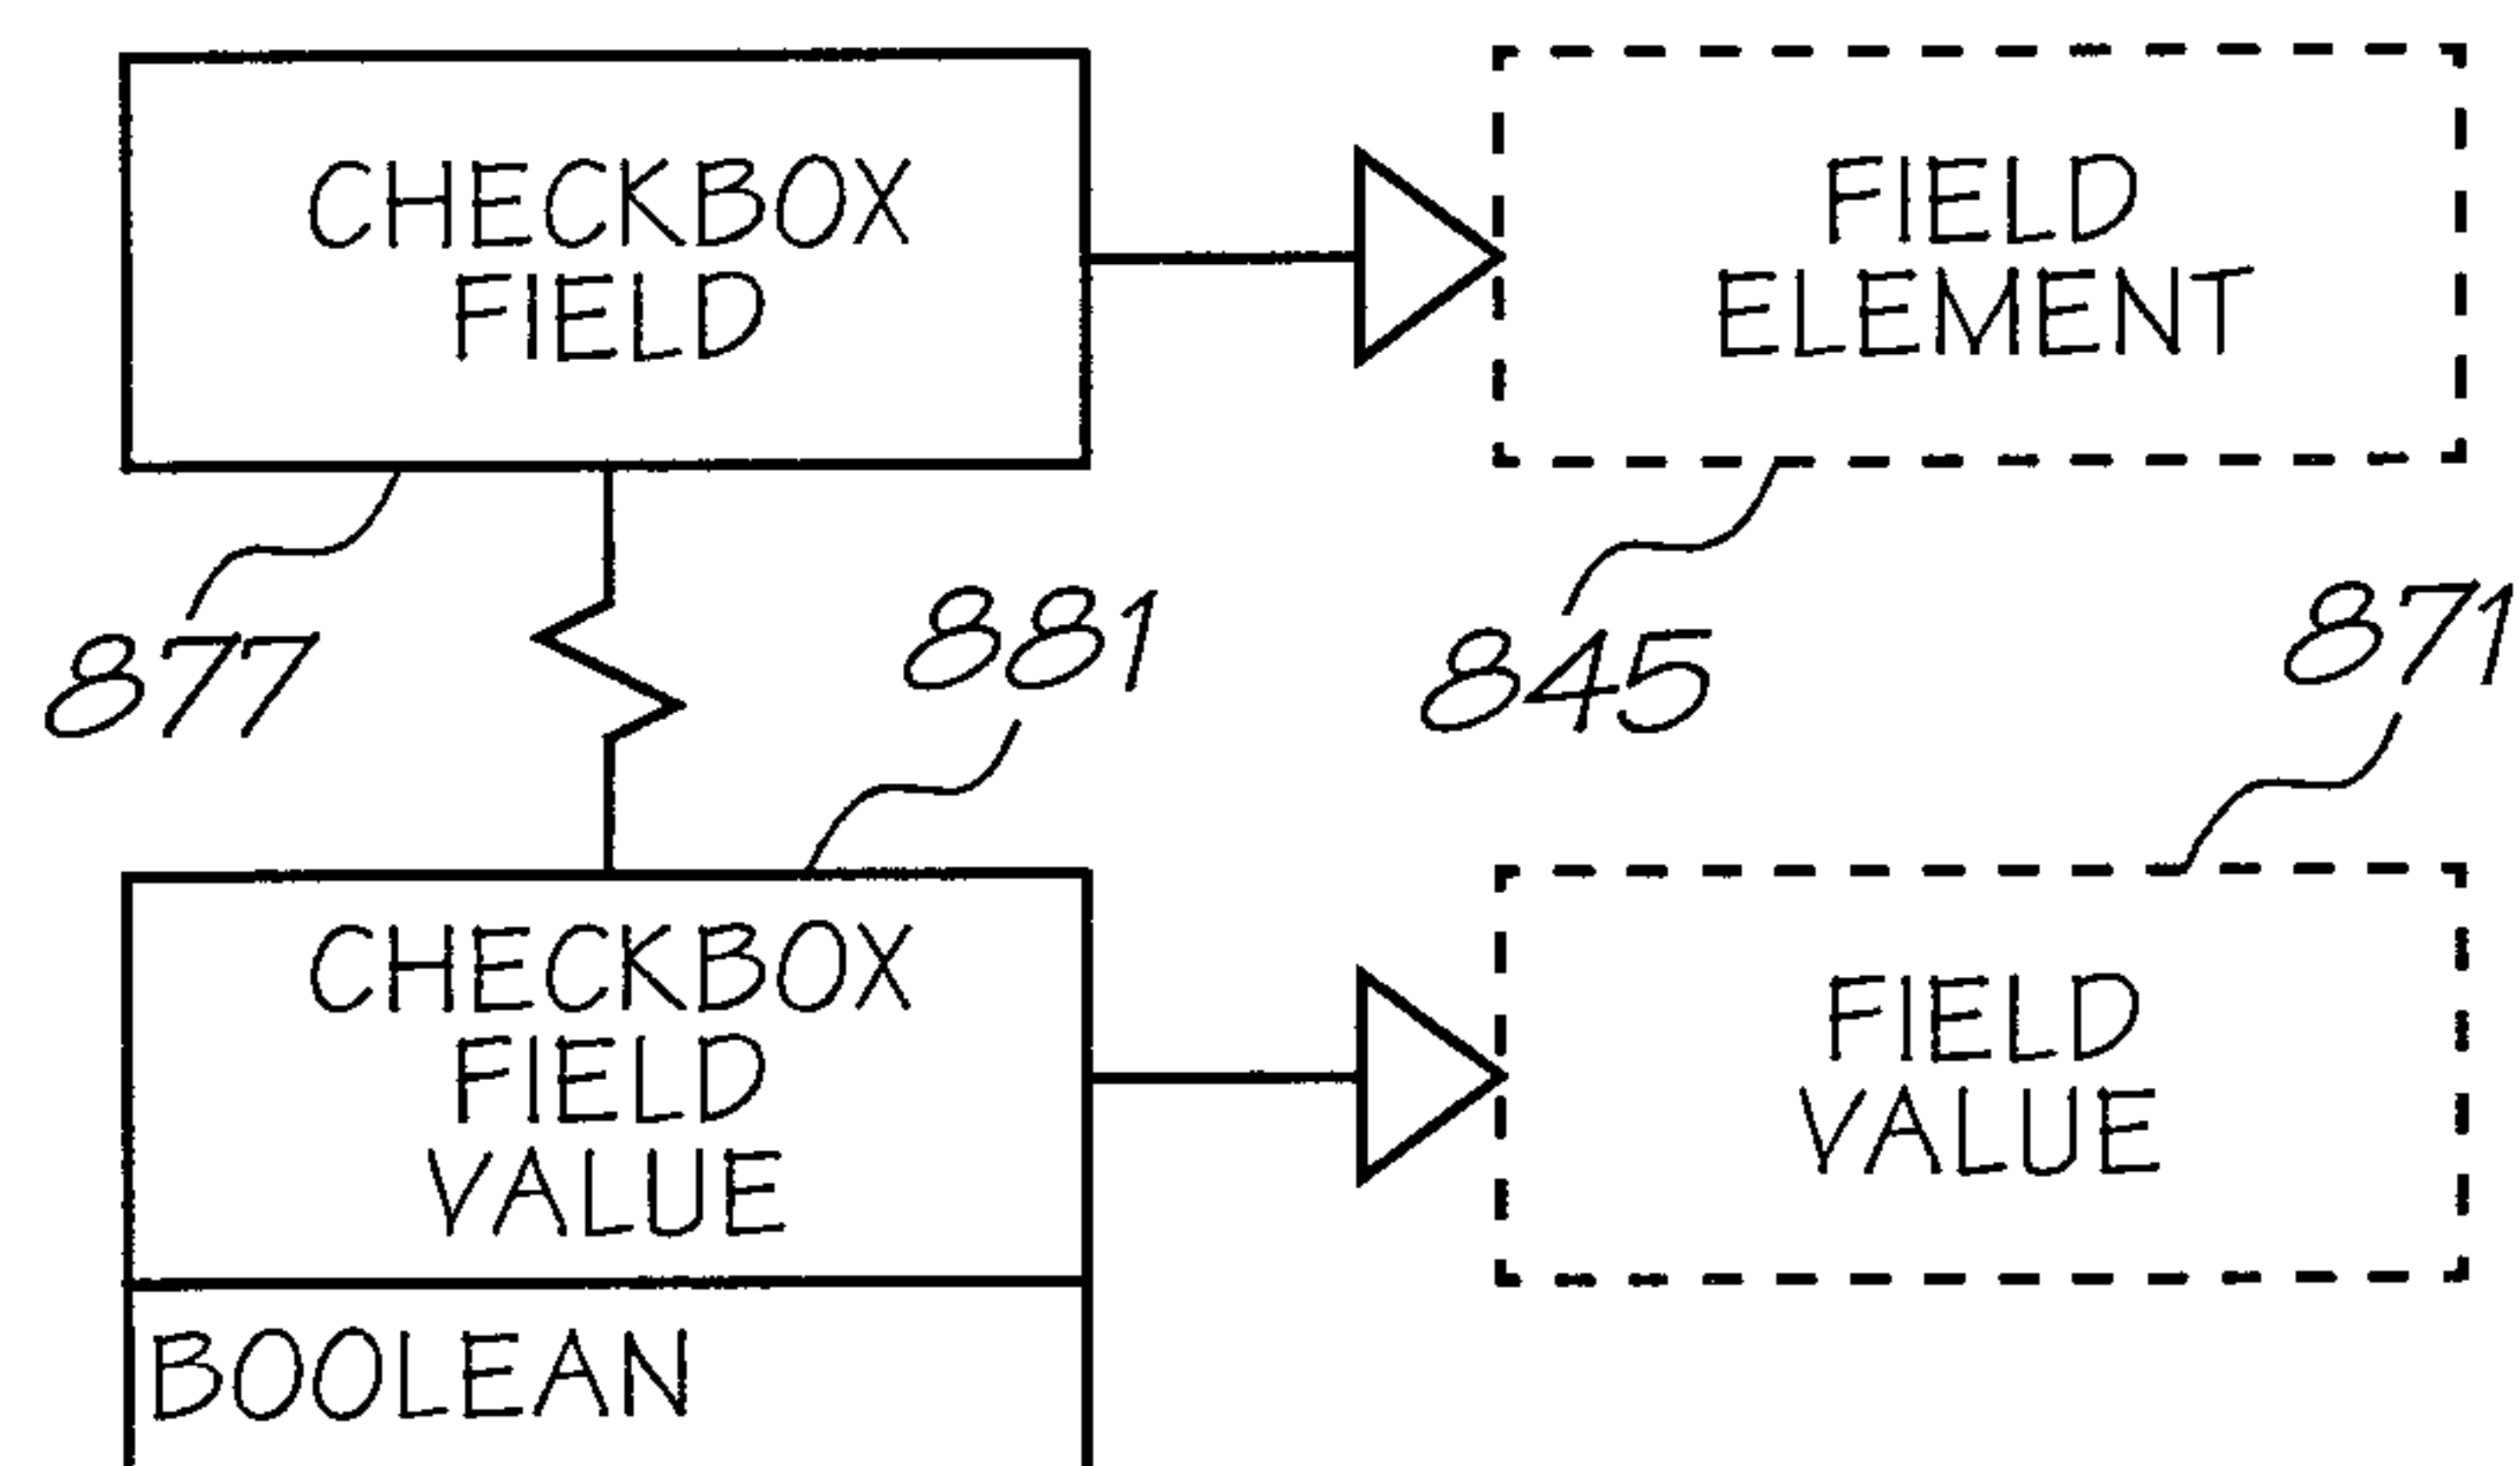 CHECKBOX
FIELD
FIELD
ELEMENT
877
881
845
871
CHECKBOX
FIELD
VALUE
FIELD
VALUE
BOOLEAN